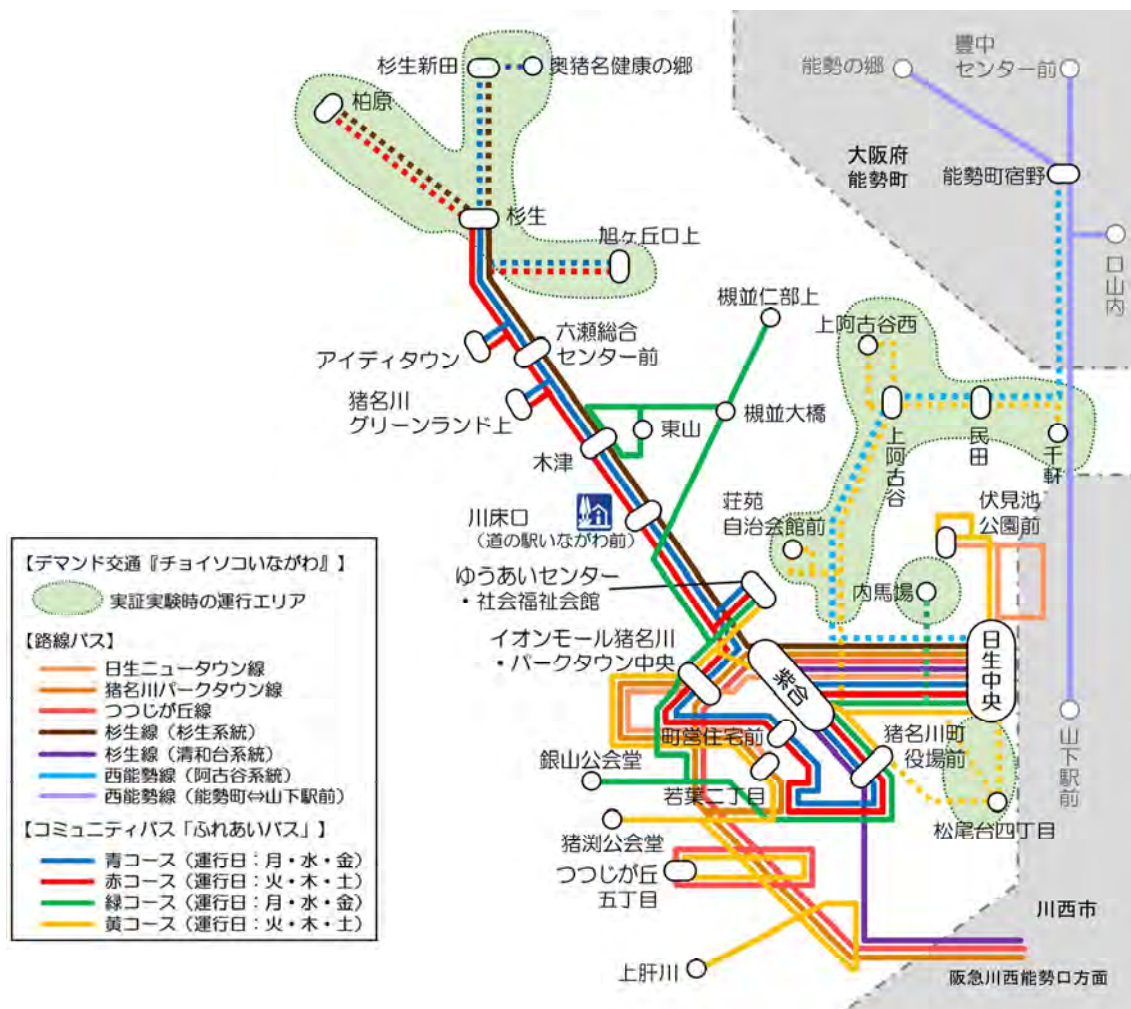 杉生新田
奥猪名健康の郷
柏原
杉生
旭ヶ丘口上
豊中
センター前
能勢の郷
大阪府
能勢町
能勢町宿野
口山内
槻並仁部上
上阿古谷西
アイディタウン
六瀬総合
センター前
猪名川
グリーンランド上
東山
槻並大橋
木津
上阿古谷
民田
千軒
川床口
(道の駅いながわ前)
荘苑
自治会館前
伏見池
公園前
内馬場
ゆうあいセンター
・社会福祉会館
イオンモール猪名川
・パークタウン中央
紫合
日生中央
町営住宅前
猪名川町
役場前
山下駅前
銀山公会堂
若葉二丁目
松尾台四丁目
猪渕公会堂
つつじが丘
五丁目
川西市
上肝川
阪急川西能勢口方面
【デマンド交通『チョイソコいながわ』】
実証実験時の運行エリア
【路線バス】
日生ニュータウン線
猪名川パークタウン線
つつじが丘線
杉生線(杉生系統)
杉生線(清和台系統)
西能勢線(阿古谷系統)
西能勢線(能勢町⇔山下駅前)
【コミュニティバス「ふれあいバス」】
青コース(運行日:月・水・金)
赤コース(運行日:火・木・土)
緑コース(運行日:月・水・金)
黄コース(運行日:火・木・土)